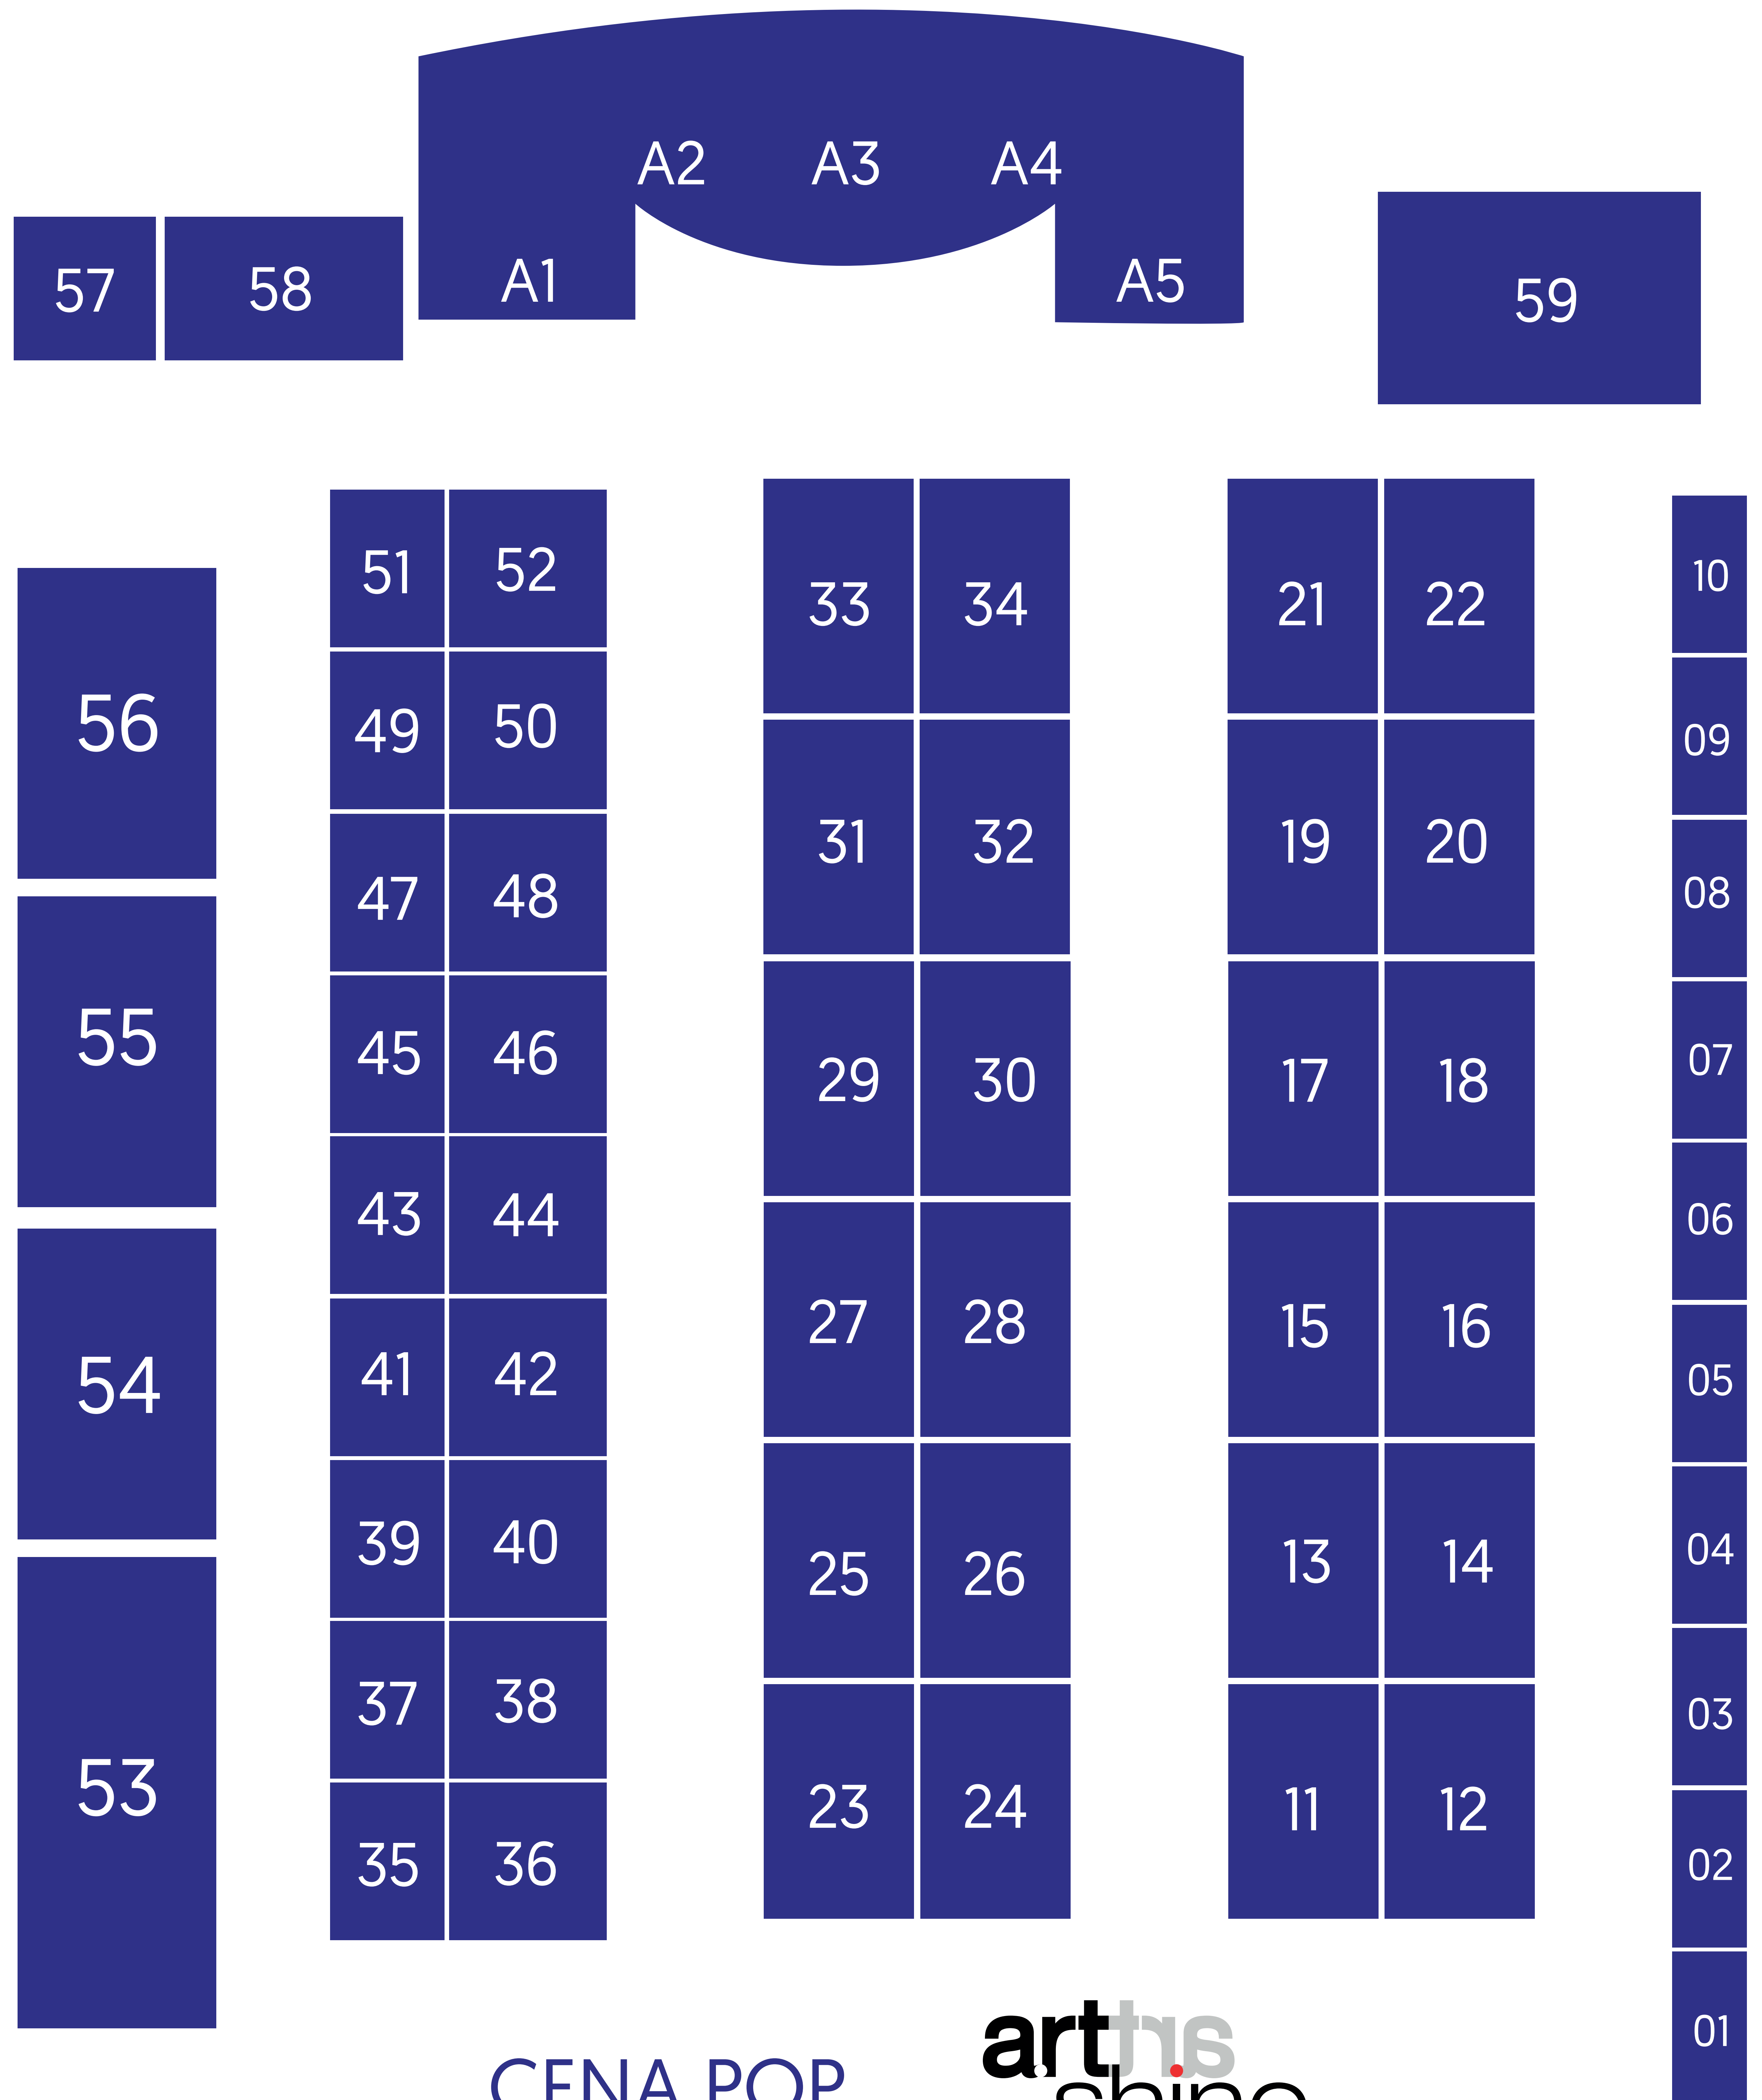 A2 A3 A4
57 58 A1 A5 59
51 52 33 34 21 22 10
56 49 50 31 32 19 20 09
47 48 08
55 45 46 29 30 17 18 07
43 44 06
54 41 42 27 28 15 16 05
39 40 25 26 13 14 04
53 37 38 23 24 11 12 03
35 36 02
01
art art
CENA POP shine